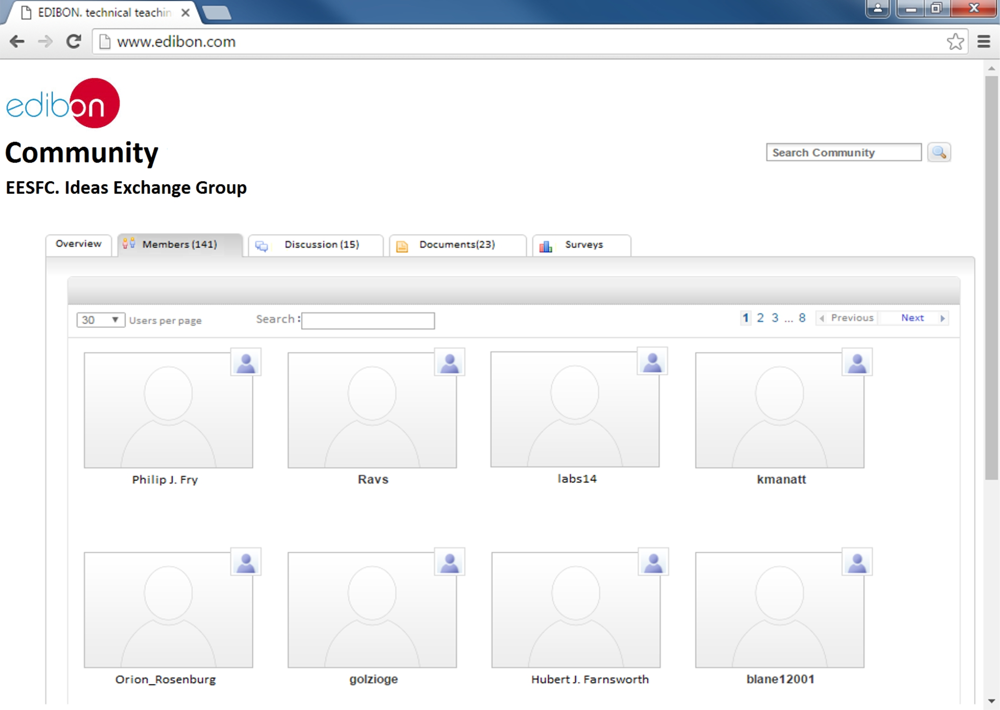 EDIBON. technical teachin
www.edibon.com
edibon
Community
Search Community
EESFC. Ideas Exchange Group
Overview
Members (141)
Discussion (15)
Documents(23)
Surveys
30
Users per page
Search :
1 2 3 ... 8
Previous
Next
Philip J. Fry
Ravs
labs14
kmanatt
Orion_Rosenburg
golzioge
Hubert J. Farnsworth
blane12001